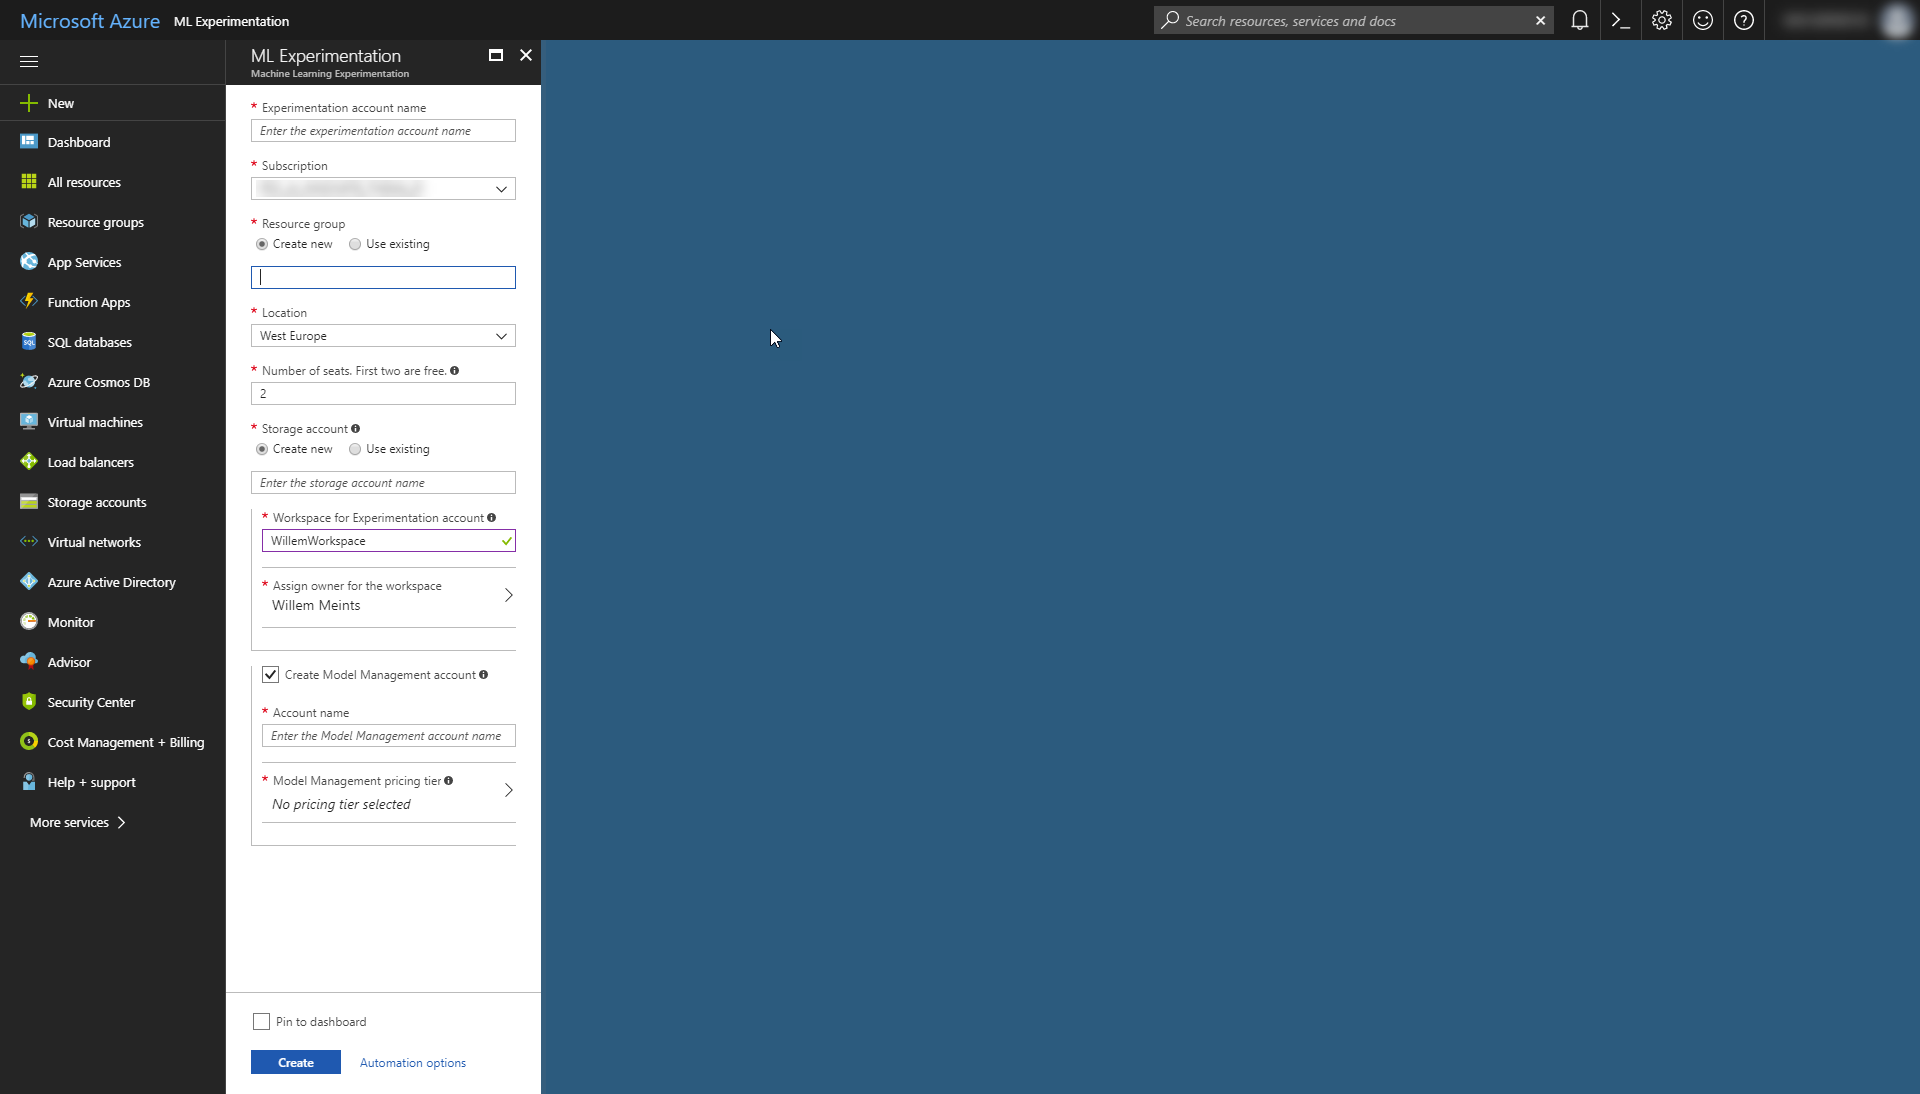 Microsoft Azure ML Experimentation
Search resources, services and docs
New
Dashboard
All resources
Resource groups
App Services
Function Apps
SQL databases
Azure Cosmos DB
Virtual machines
Load balancers
Storage accounts
Virtual networks
Azure Active Directory
Monitor
Advisor
Security Center
Cost Management + Billing
Help + support
More services
ML Experimentation
Machine Learning Experimentation
* Experimentation account name
Enter the experimentation account name
* Subscription
* Resource group
Create new Use existing
* Location
West Europe
* Number of seats. First two are free.
2
* Storage account
Create new Use existing
Enter the storage account name
* Workspace for Experimentation account
WillemWorkspace
* Assign owner for the workspace
Willem Meints
Create Model Management account
* Account name
Enter the Model Management account name
* Model Management pricing tier
No pricing tier selected
Pin to dashboard
Create Automation options